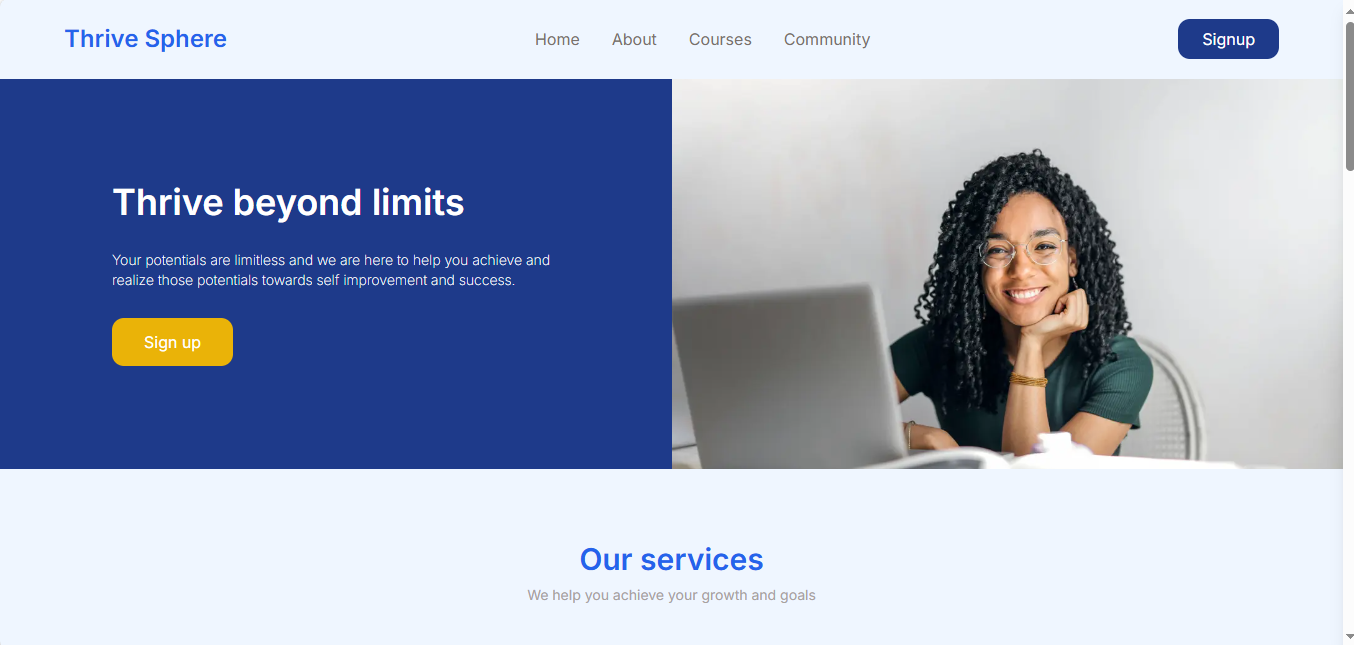 Thrive Sphere
Home
About
Courses
Community
Signup
Thrive beyond limits
Your potentials are limitless and we are here to help you achieve and
realize those potentials towards self improvement and success.
Sign up
Our services
We help you achieve your growth and goals